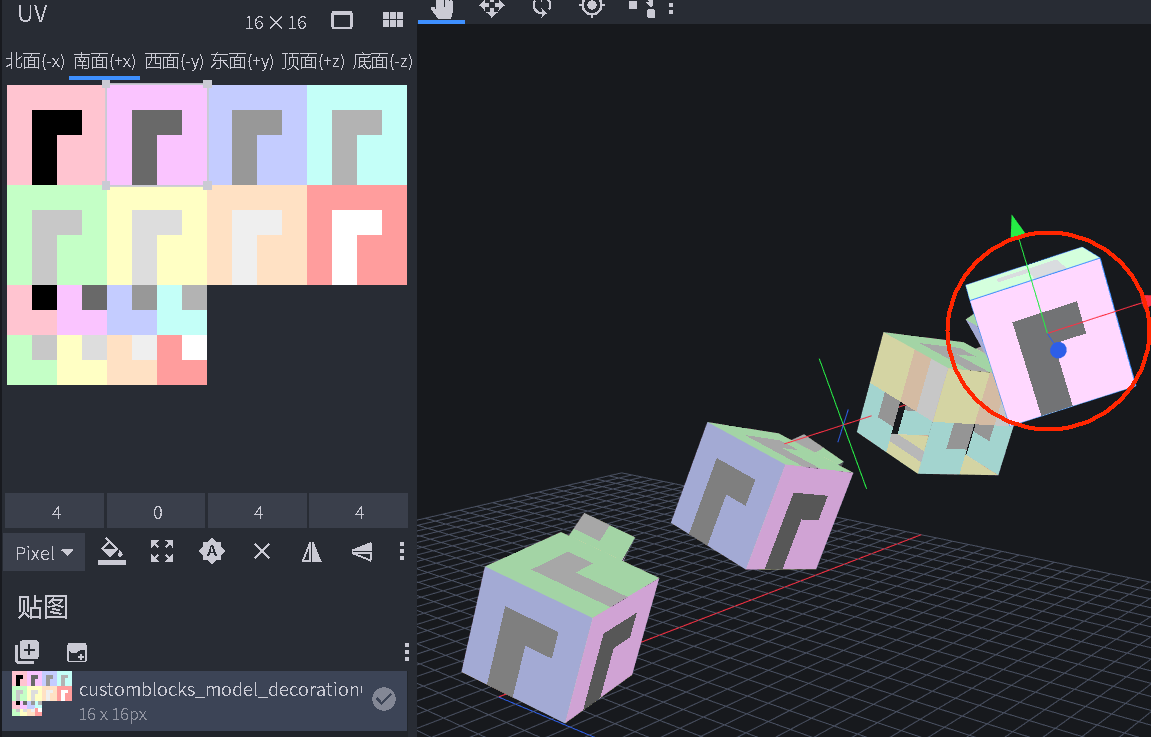 UV
16 × 16
北面(-x) 南面(+x) 西面(-y) 东面(+y) 顶面(+z) 底面(-z)
4 0 4 4
Pixel
A
贴图
customblocks_model_decoration
16 x 16px